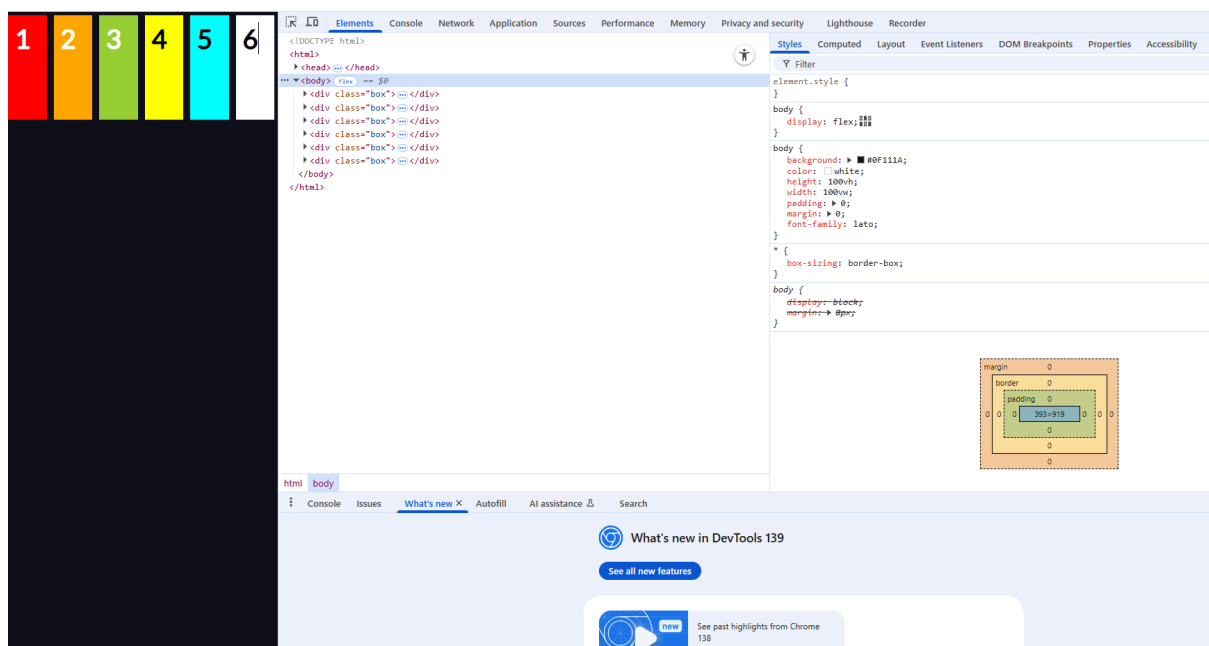 1 2 3 4 5 6
Elements Console Network Application Sources Performance Memory Privacy and security Lighthouse Recorder
<!DOCTYPE html>
<html>
<head> … </head>
… <body> flex == $0
<div class="box"> … </div>
<div class="box"> … </div>
<div class="box"> … </div>
<div class="box"> … </div>
<div class="box"> … </div>
<div class="box"> … </div>
</body>
</html>
html body
Styles Computed Layout Event Listeners DOM Breakpoints Properties Accessibility
Filter
element.style {
}
body {
display: flex;
}
body {
background: #0F111A;
color: white;
height: 100vh;
width: 100vw;
padding: 0;
margin: 0;
font-family: lato;
}
* {
box-sizing: border-box;
}
body {
display: block;
margin: 8px;
}
margin 0
border 0
padding 0
0 0 0 393×919 0 0 0
0
0
0
Console Issues What's new × Autofill AI assistance Search
What's new in DevTools 139
See all new features
new
See past highlights from Chrome
138